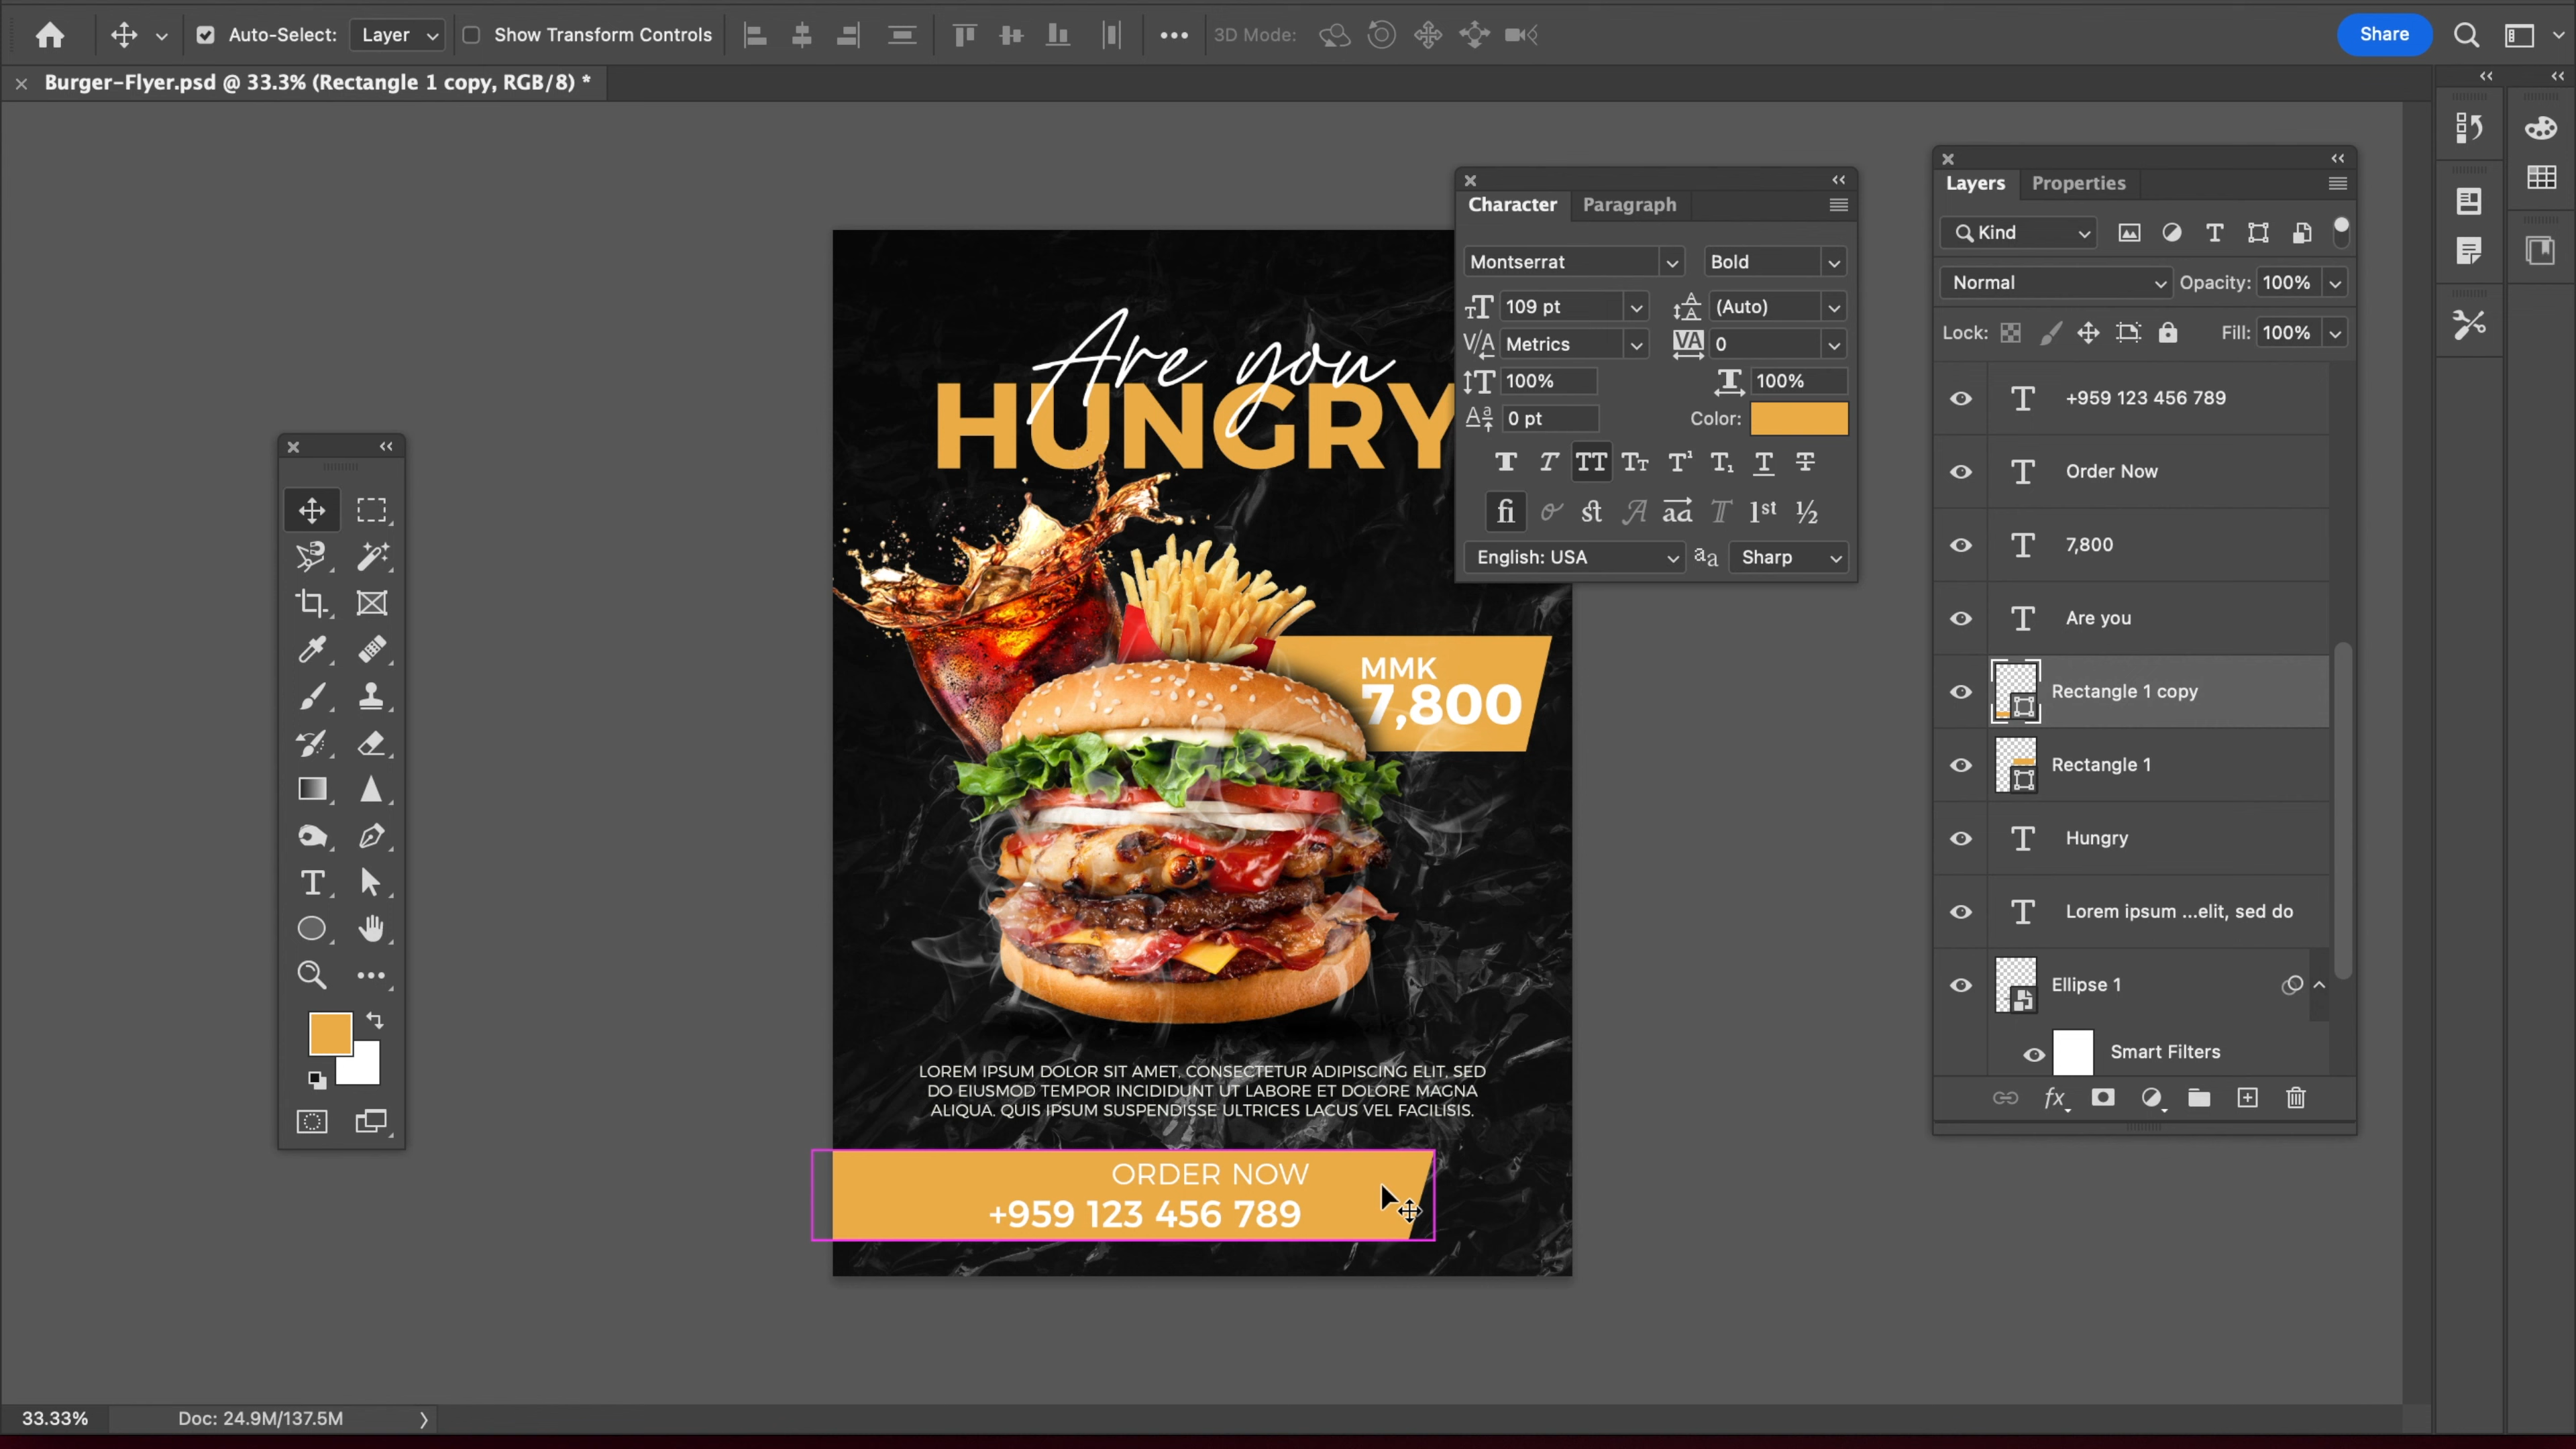 Auto-Select:
Layer
Show Transform Controls
3D Mode:
Share
Burger-Flyer.psd @ 33.3% (Rectangle 1 copy, RGB/8) *
Are you
HUNGRY
MMK
7,800
LOREM IPSUM DOLOR SIT AMET, CONSECTETUR ADIPISCING ELIT, SED
DO EIUSMOD TEMPOR INCIDIDUNT UT LABORE ET DOLORE MAGNA
ALIQUA. QUIS IPSUM SUSPENDISSE ULTRICES LACUS VEL FACILISIS.
ORDER NOW
+959 123 456 789
Character
Paragraph
Montserrat
Bold
109 pt
(Auto)
Metrics
0
100%
100%
0 pt
Color:
English: USA
Sharp
Layers
Properties
Kind
Normal
Opacity: 100%
Lock:
Fill: 100%
+959 123 456 789
Order Now
7,800
Are you
Rectangle 1 copy
Rectangle 1
Hungry
Lorem ipsum ...elit, sed do
Ellipse 1
Smart Filters
33.33%
Doc: 24.9M/137.5M